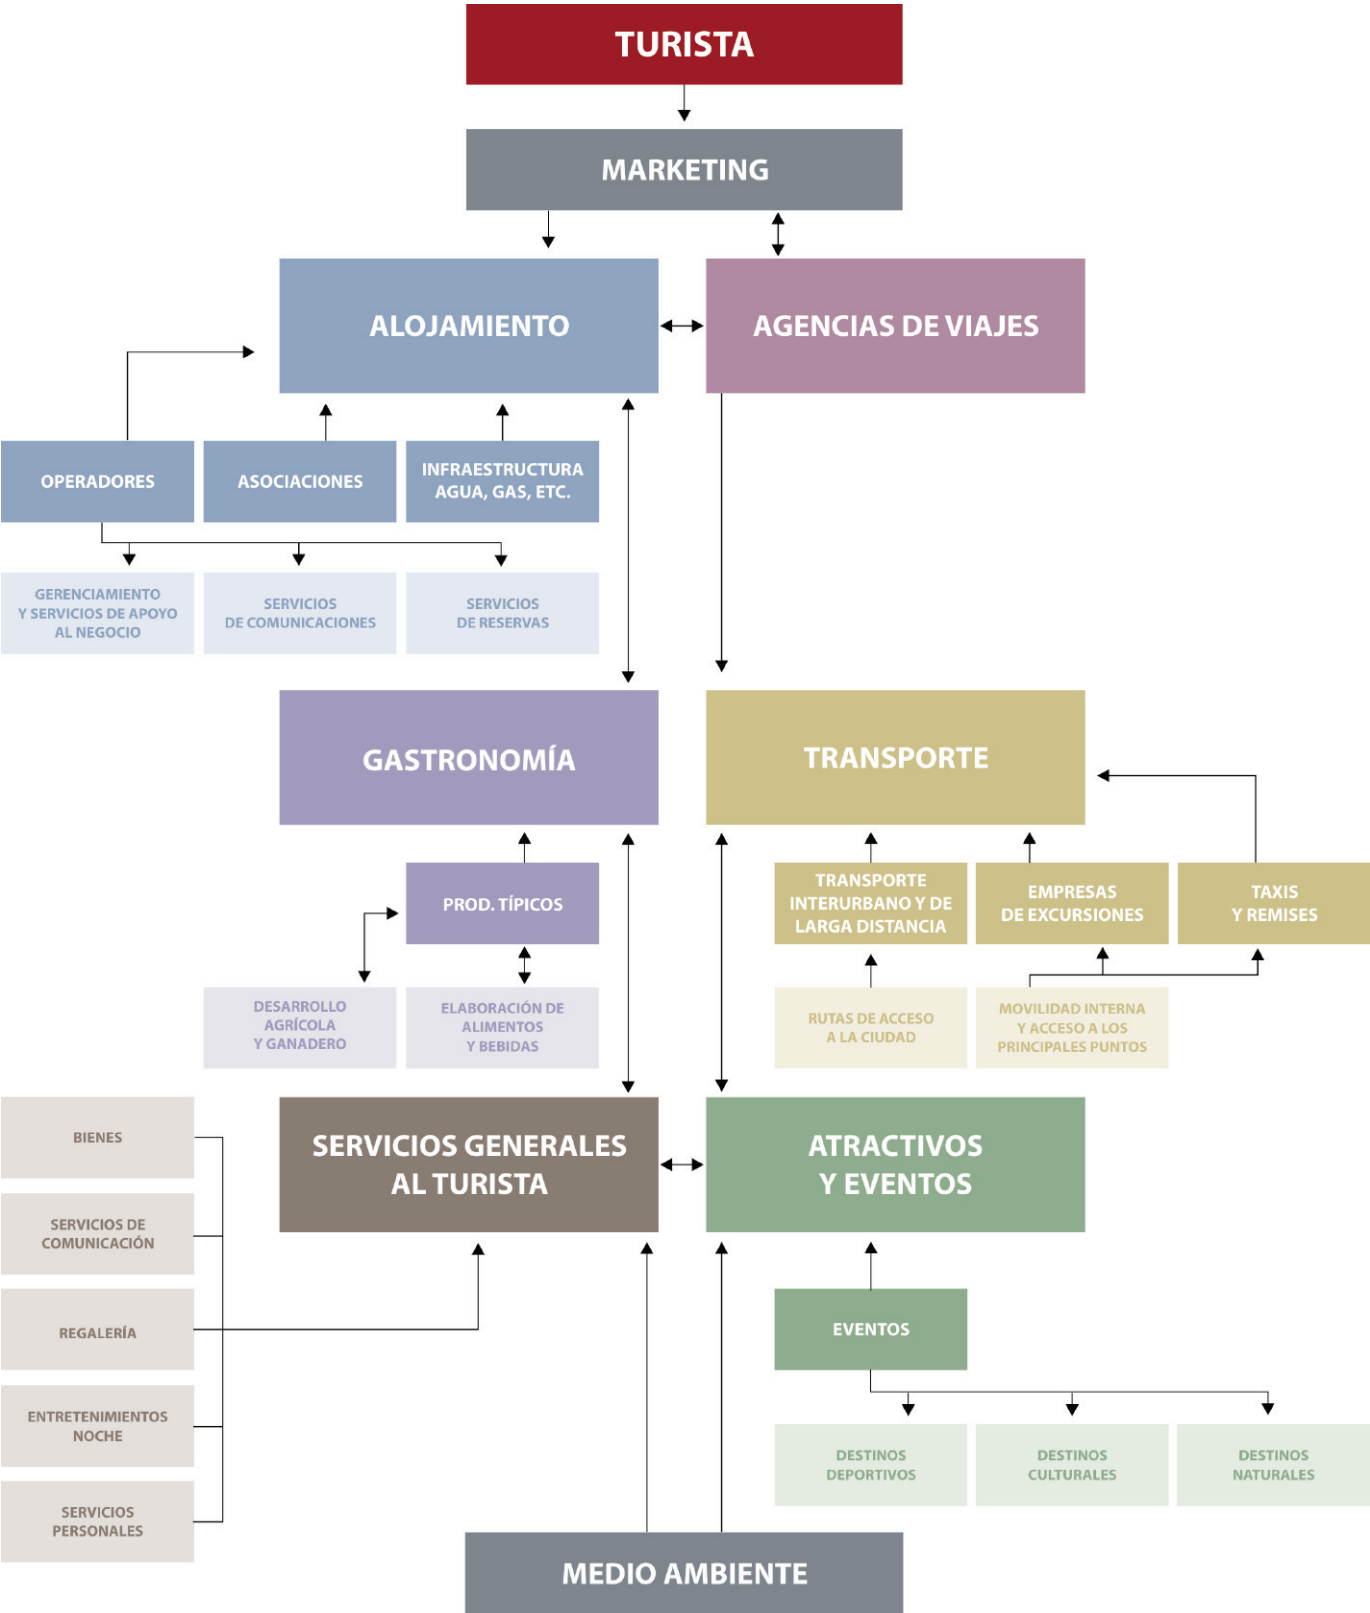 TURISTA
MARKETING
ALOJAMIENTO
AGENCIAS DE VIAJES
OPERADORES
ASOCIACIONES
INFRAESTRUCTURA
AGUA, GAS, ETC.
GERENCIAMIENTO
Y SERVICIOS DE APOYO
AL NEGOCIO
SERVICIOS
DE COMUNICACIONES
SERVICIOS
DE RESERVAS
GASTRONOMÍA
TRANSPORTE
PROD. TÍPICOS
TRANSPORTE
INTERURBANO Y DE
LARGA DISTANCIA
EMPRESAS
DE EXCURSIONES
TAXIS
Y REMISES
DESARROLLO
AGRÍCOLA
Y GANADERO
ELABORACIÓN DE
ALIMENTOS
Y BEBIDAS
RUTAS DE ACCESO
A LA CIUDAD
MOVILIDAD INTERNA
Y ACCESO A LOS
PRINCIPALES PUNTOS
SERVICIOS GENERALES
AL TURISTA
ATRACTIVOS
Y EVENTOS
BIENES
SERVICIOS DE
COMUNICACIÓN
REGALERÍA
ENTRETENIMIENTOS
NOCHE
SERVICIOS
PERSONALES
EVENTOS
DESTINOS
DEPORTIVOS
DESTINOS
CULTURALES
DESTINOS
NATURALES
MEDIO AMBIENTE